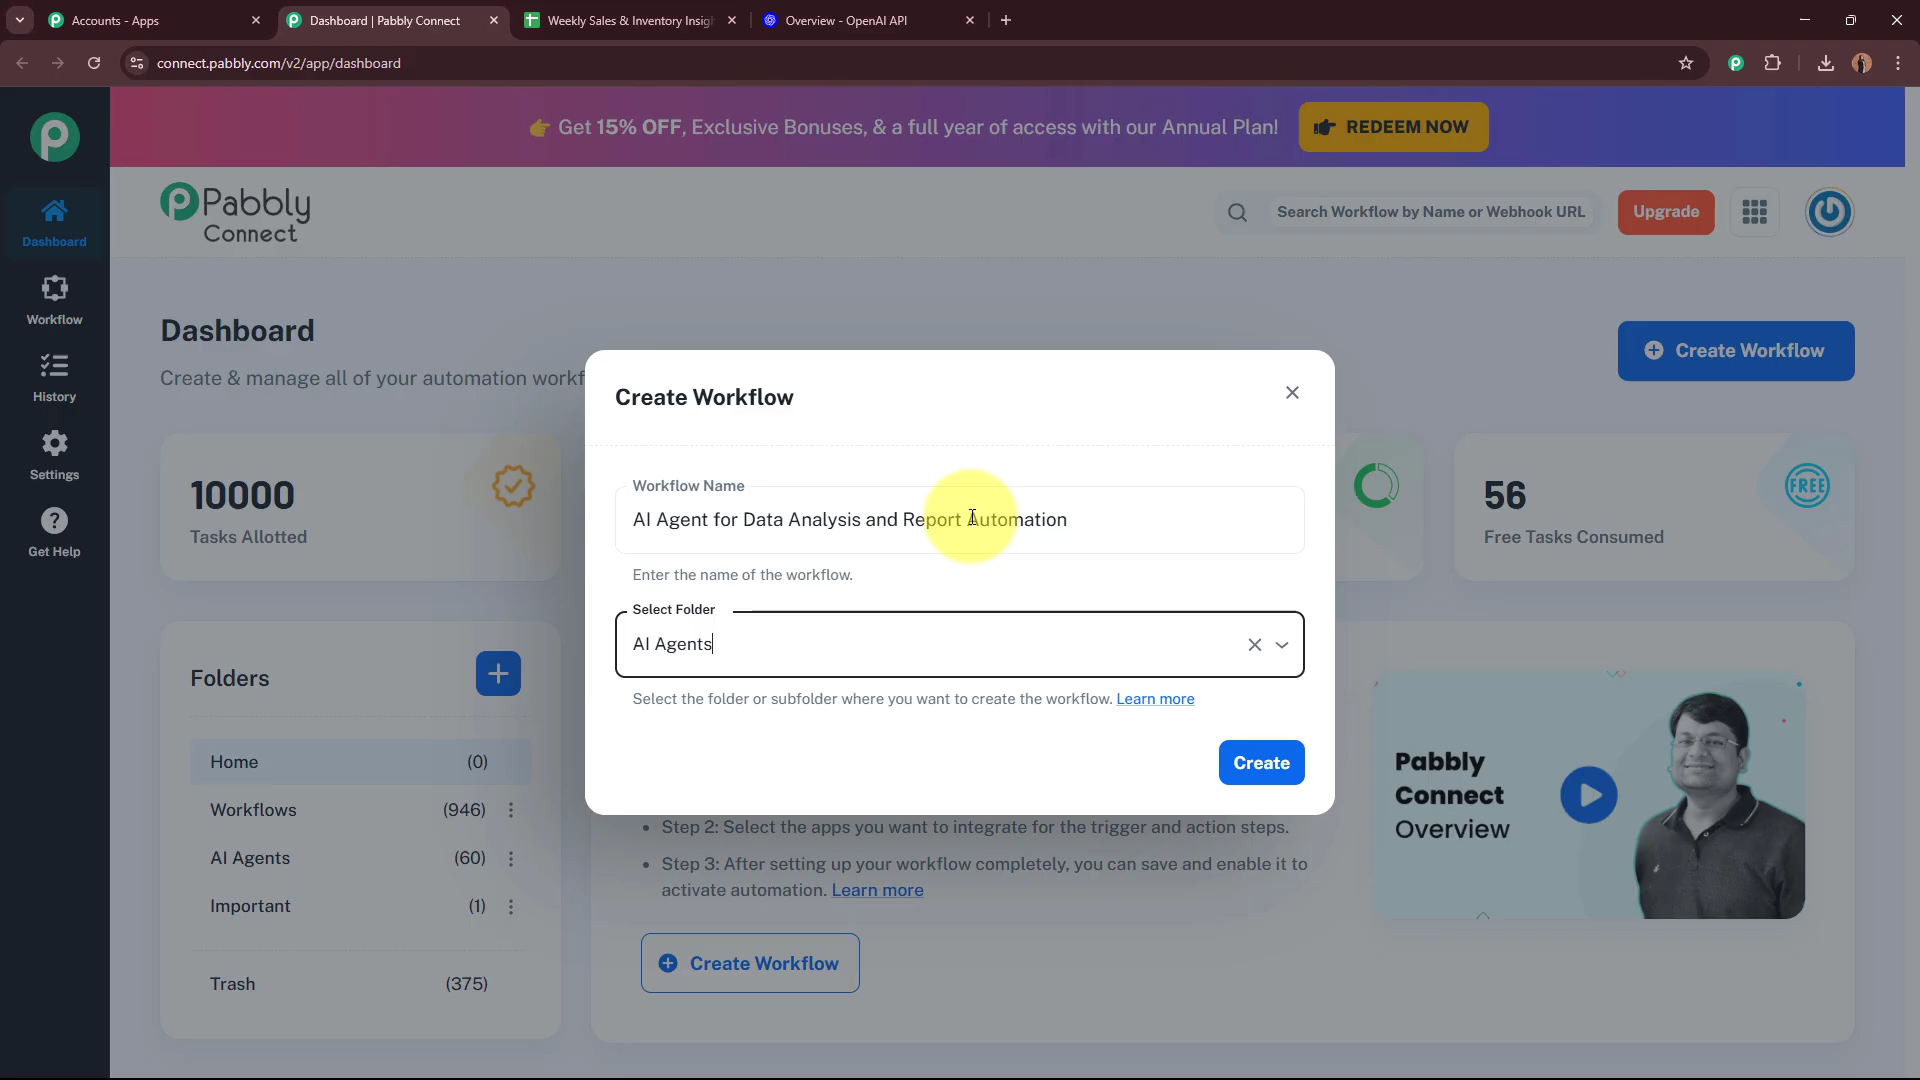 Accounts - Apps
Dashboard | Pabbly Connect
Weekly Sales & Inventory Insig
Overview - OpenAI API
connect.pabbly.com/v2/app/dashboard
👉 Get 15% OFF, Exclusive Bonuses, & a full year of access with our Annual Plan!
REDEEM NOW
Pabbly
Connect
Search Workflow by Name or Webhook URL
Upgrade
Dashboard
Workflow
History
Settings
Get Help
Dashboard
Create & manage all of your automation workf
Create Workflow
10000
Tasks Allotted
56
Free Tasks Consumed
FREE
Create Workflow
Workflow Name
AI Agent for Data Analysis and Report Automation
Enter the name of the workflow.
Select Folder
AI Agents
Select the folder or subfolder where you want to create the workflow. Learn more
Create
Folders
Home (0)
Workflows (946)
AI Agents (60)
Important (1)
Trash (375)
Step 2: Select the apps you want to integrate for the trigger and action steps.
Step 3: After setting up your workflow completely, you can save and enable it to
activate automation. Learn more
Create Workflow
Pabbly
Connect
Overview